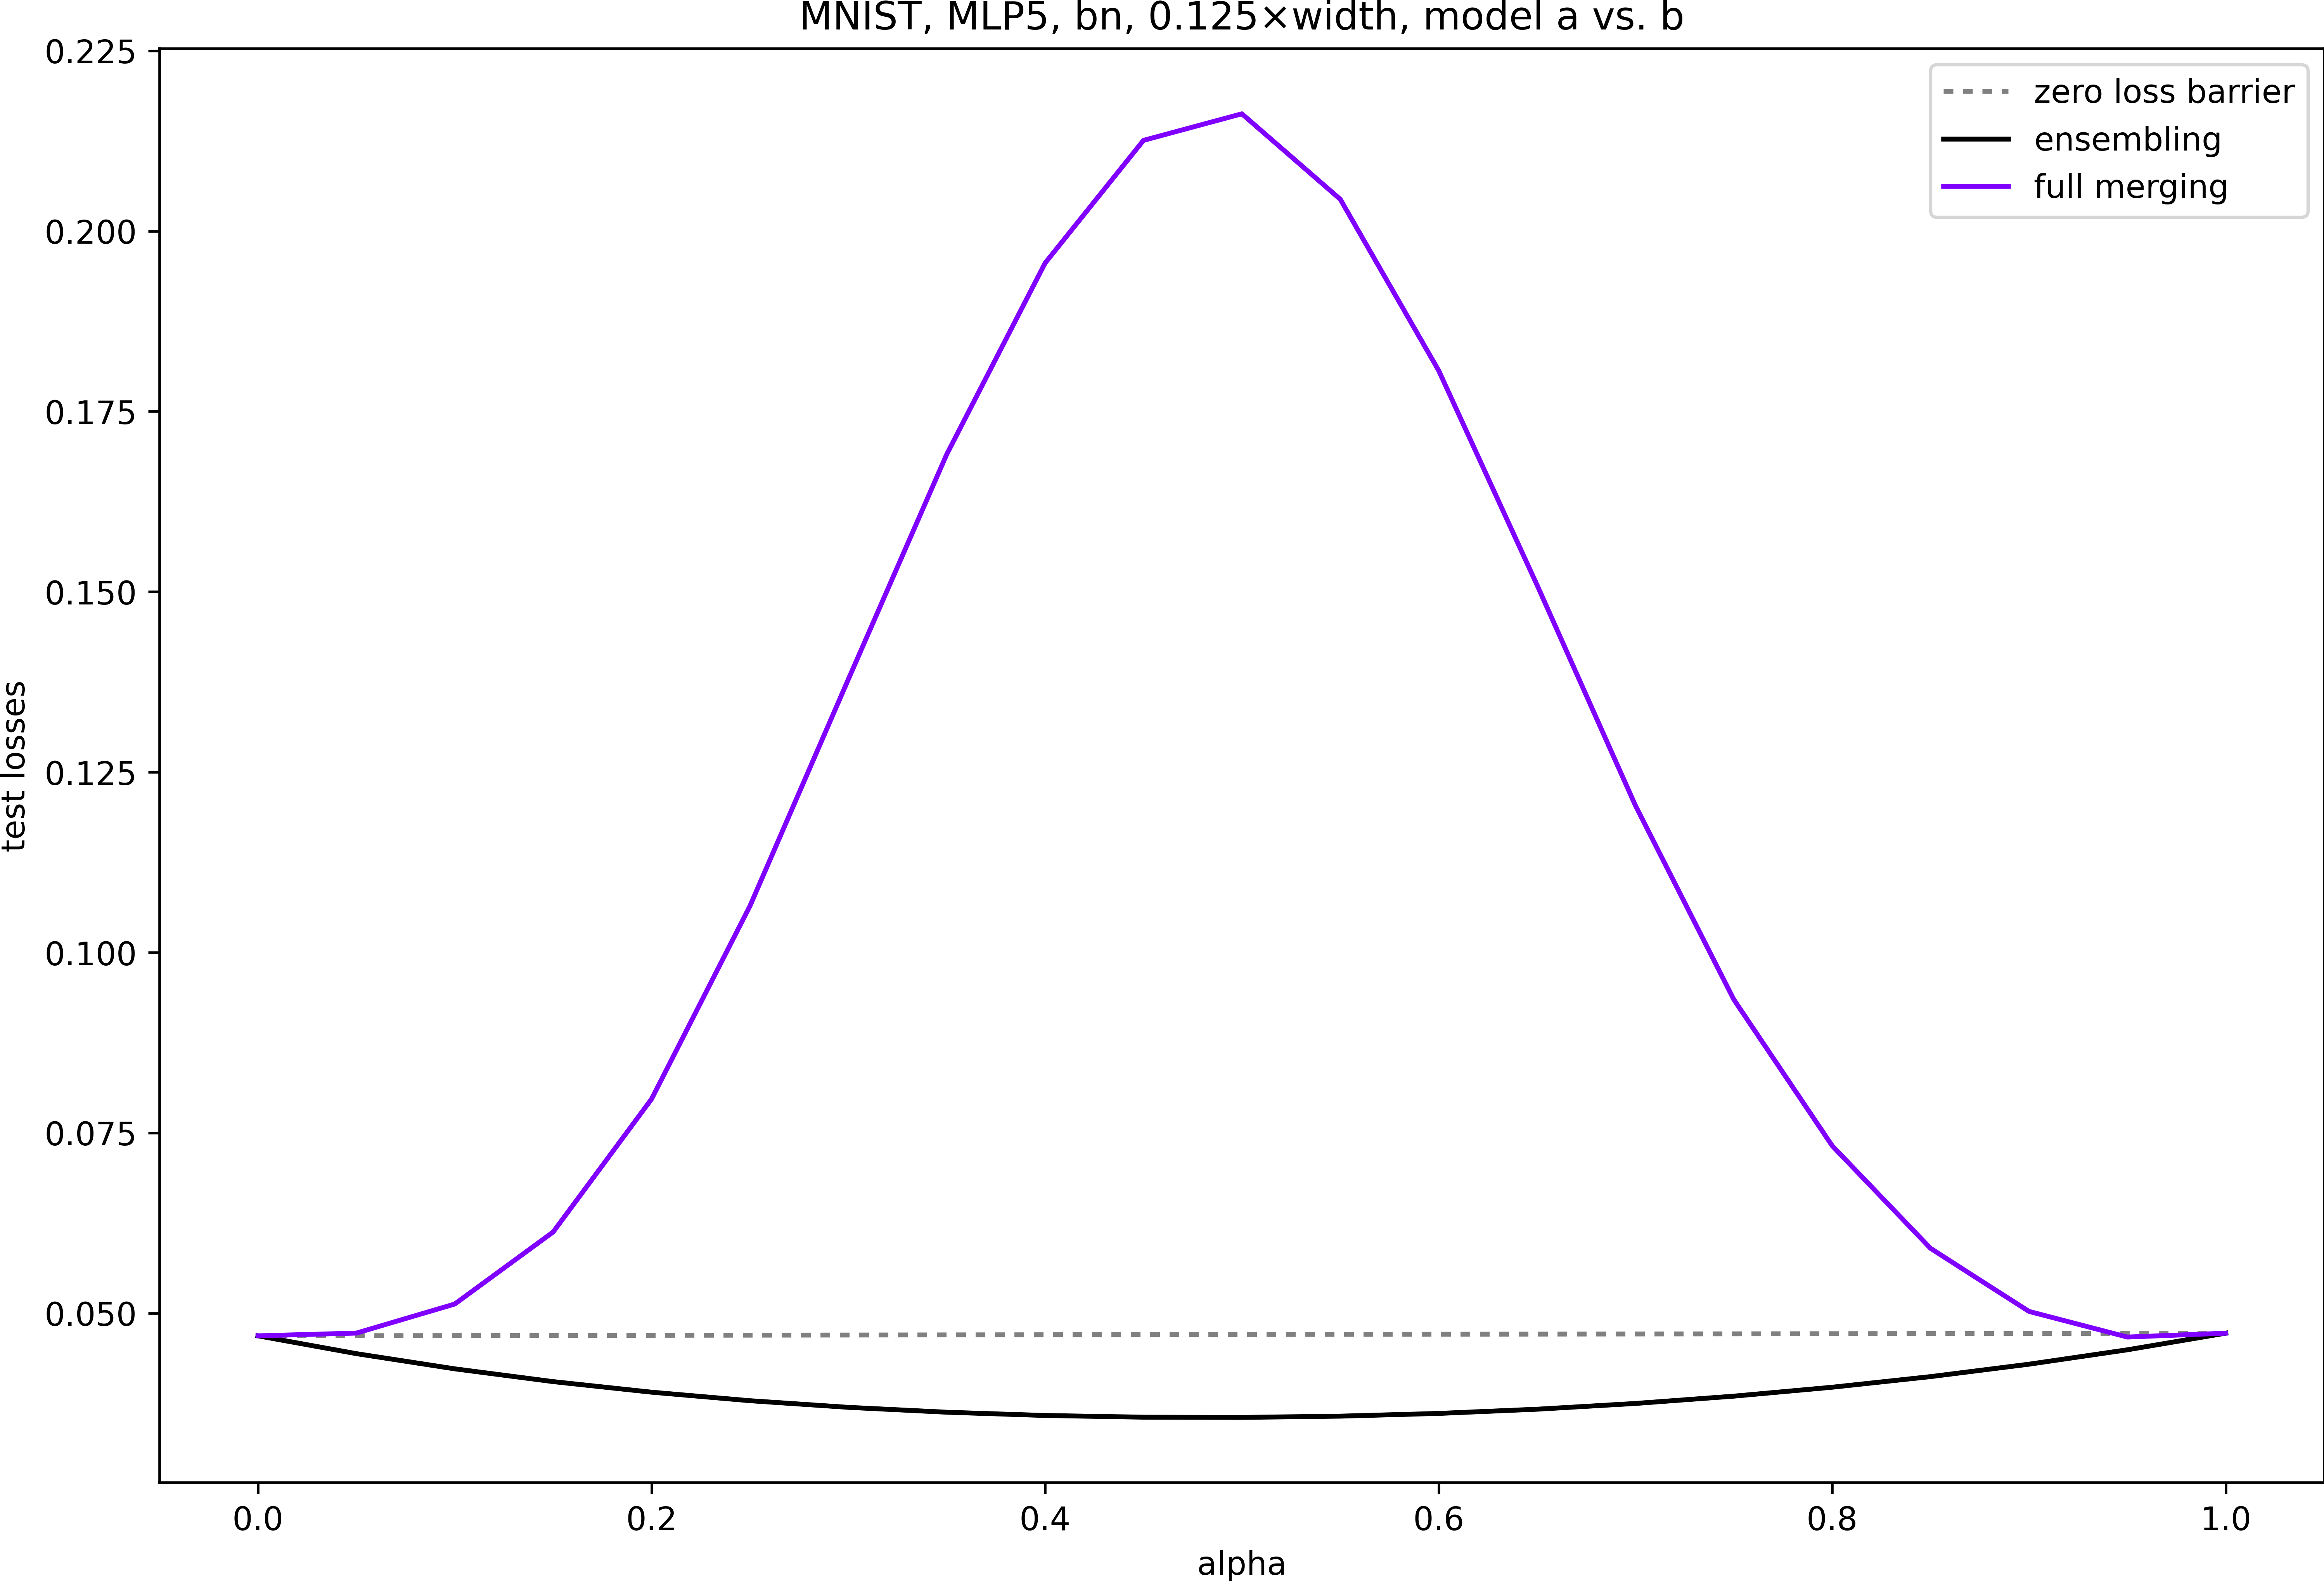 MNIST, MLP5, bn, 0.125×width, model a vs. b
0.225
0.200
0.175
0.150
0.125
0.100
0.075
0.050
test losses
zero loss barrier
ensembling
full merging
0.0 0.2 0.4 0.6 0.8 1.0
alpha